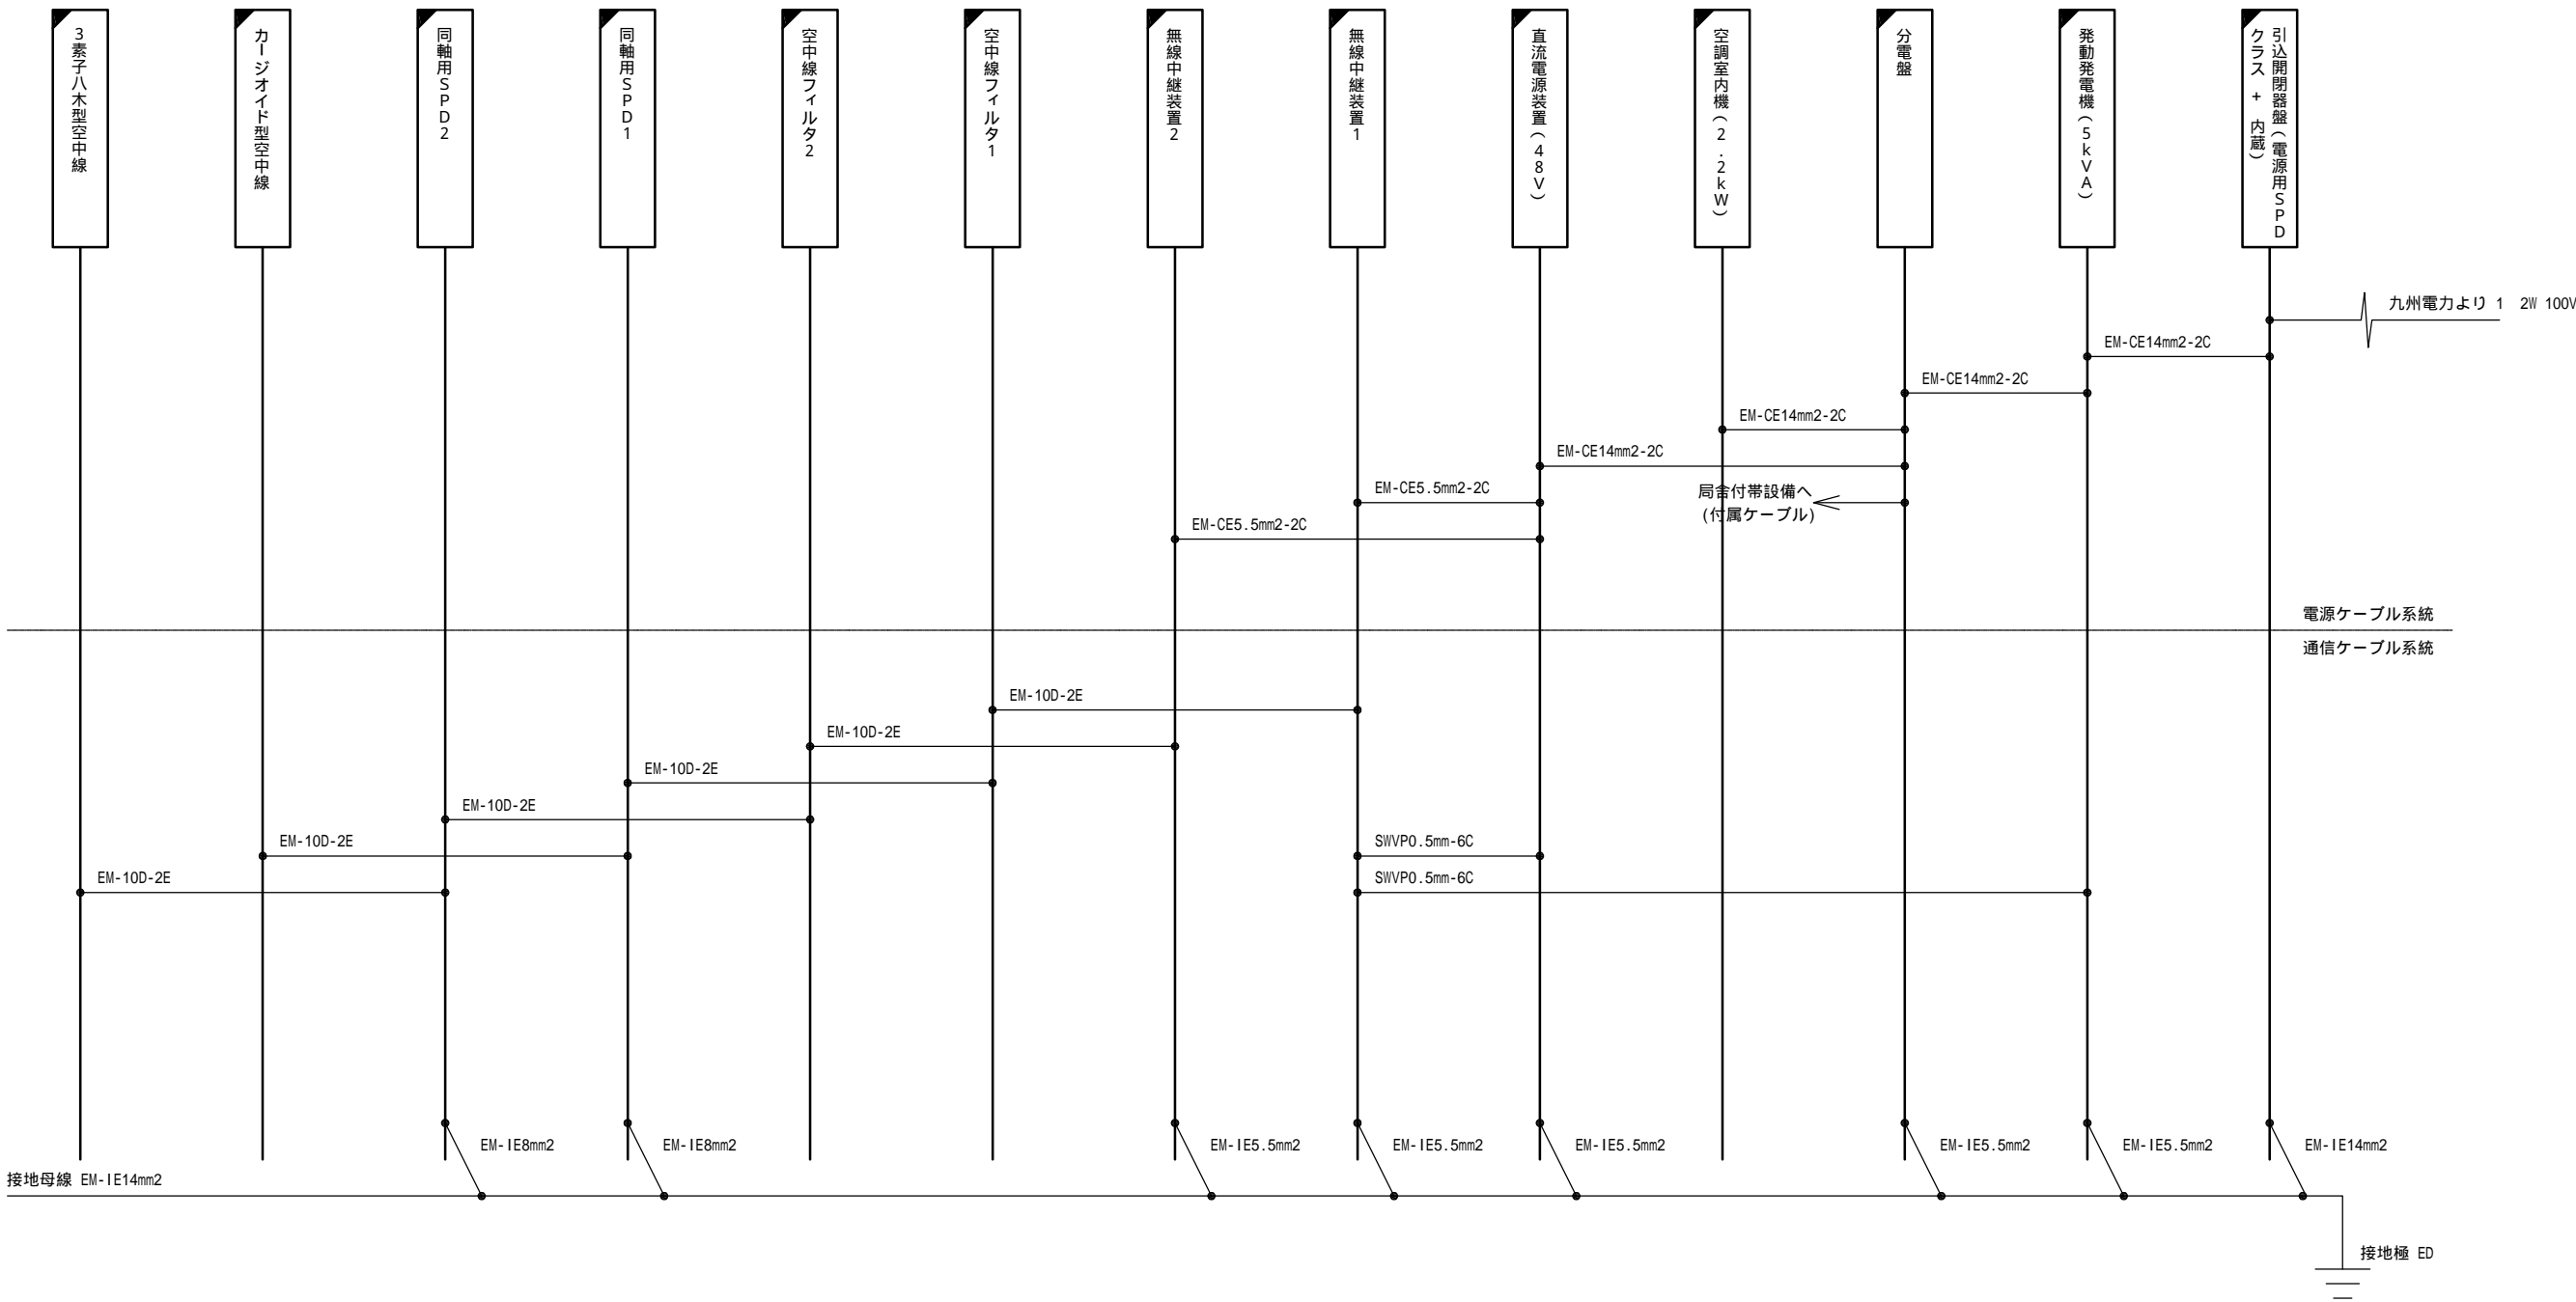 3素子八木型空中線
カージオイド型空中線
同軸用SPD2
同軸用SPD1
空中線フィルタ2
空中線フィルタ1
無線中継装置2
無線中継装置1
直流電源装置(48V)
空調室内機(2.2kW)
分電盤
発動発電機(5kVA)
引込開閉器盤(電源用SPD
クラス + 内蔵)
九州電力より 1 2W 100V
EM-CE14mm2-2C
EM-CE14mm2-2C
EM-CE14mm2-2C
EM-CE14mm2-2C
EM-CE5.5mm2-2C
局舎付帯設備へ
(付属ケーブル)
EM-CE5.5mm2-2C
電源ケーブル系統
通信ケーブル系統
EM-10D-2E
EM-10D-2E
EM-10D-2E
EM-10D-2E
EM-10D-2E
SWVP0.5mm-6C
EM-10D-2E
SWVP0.5mm-6C
EM-IE8mm2
EM-IE8mm2
EM-IE5.5mm2
EM-IE5.5mm2
EM-IE5.5mm2
EM-IE5.5mm2
EM-IE5.5mm2
EM-IE14mm2
接地母線 EM-IE14mm2
接地極 ED